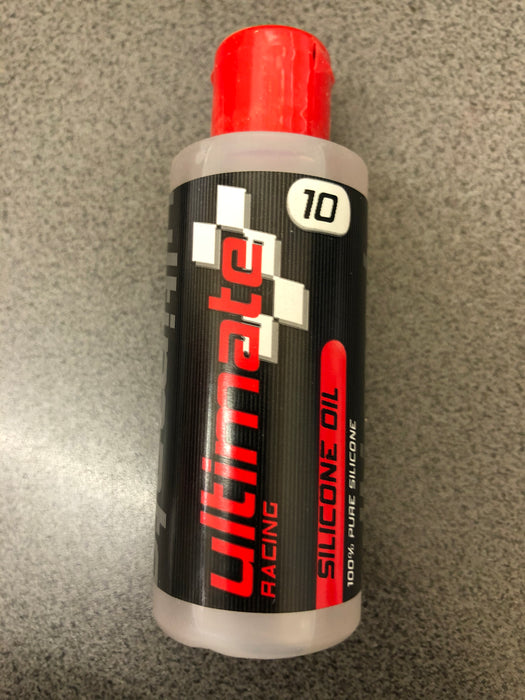 10
ultimate
RACING
SILICONE OIL
100% PURE SILICONE